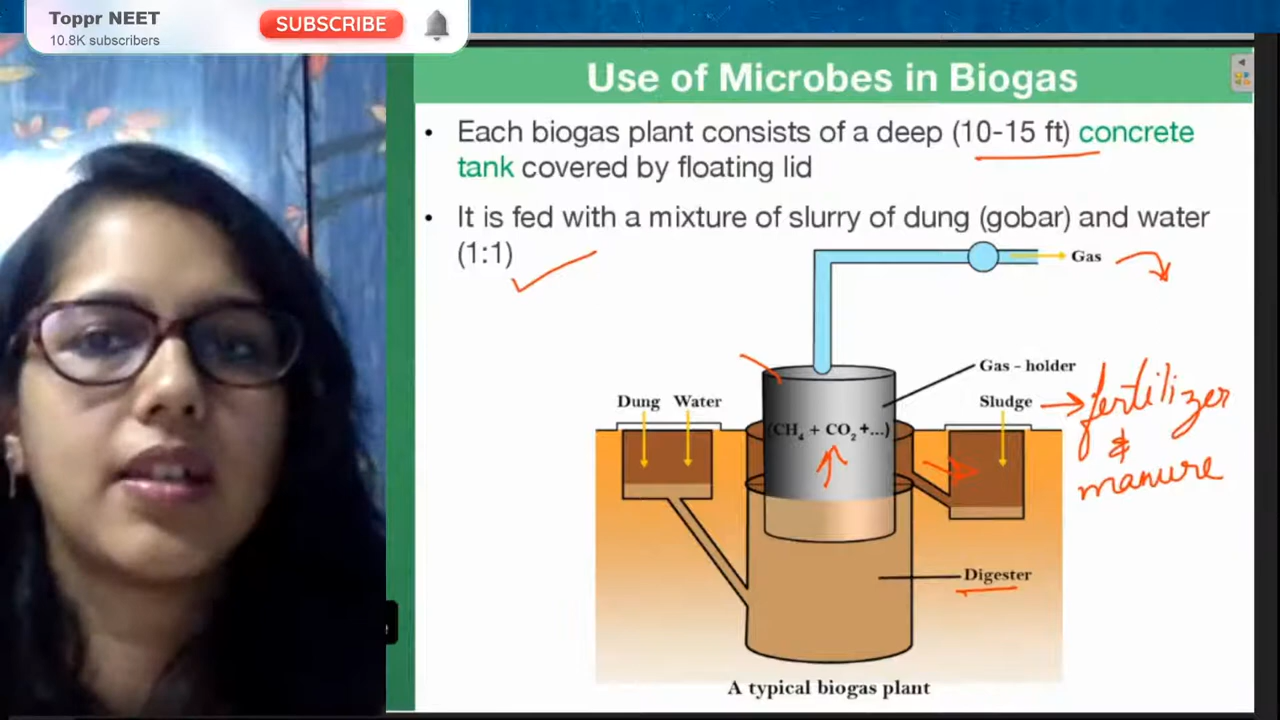 Toppr NEET
10.8K subscribers
SUBSCRIBE
Use of Microbes in Biogas
• Each biogas plant consists of a deep (10-15 ft) concrete
tank covered by floating lid
• It is fed with a mixture of slurry of dung (gobar) and water
(1:1)
Gas
Gas - holder
Dung Water
Sludge
fertilizer
&
manure
(CH₄ + CO₂ +...)
Digester
A typical biogas plant